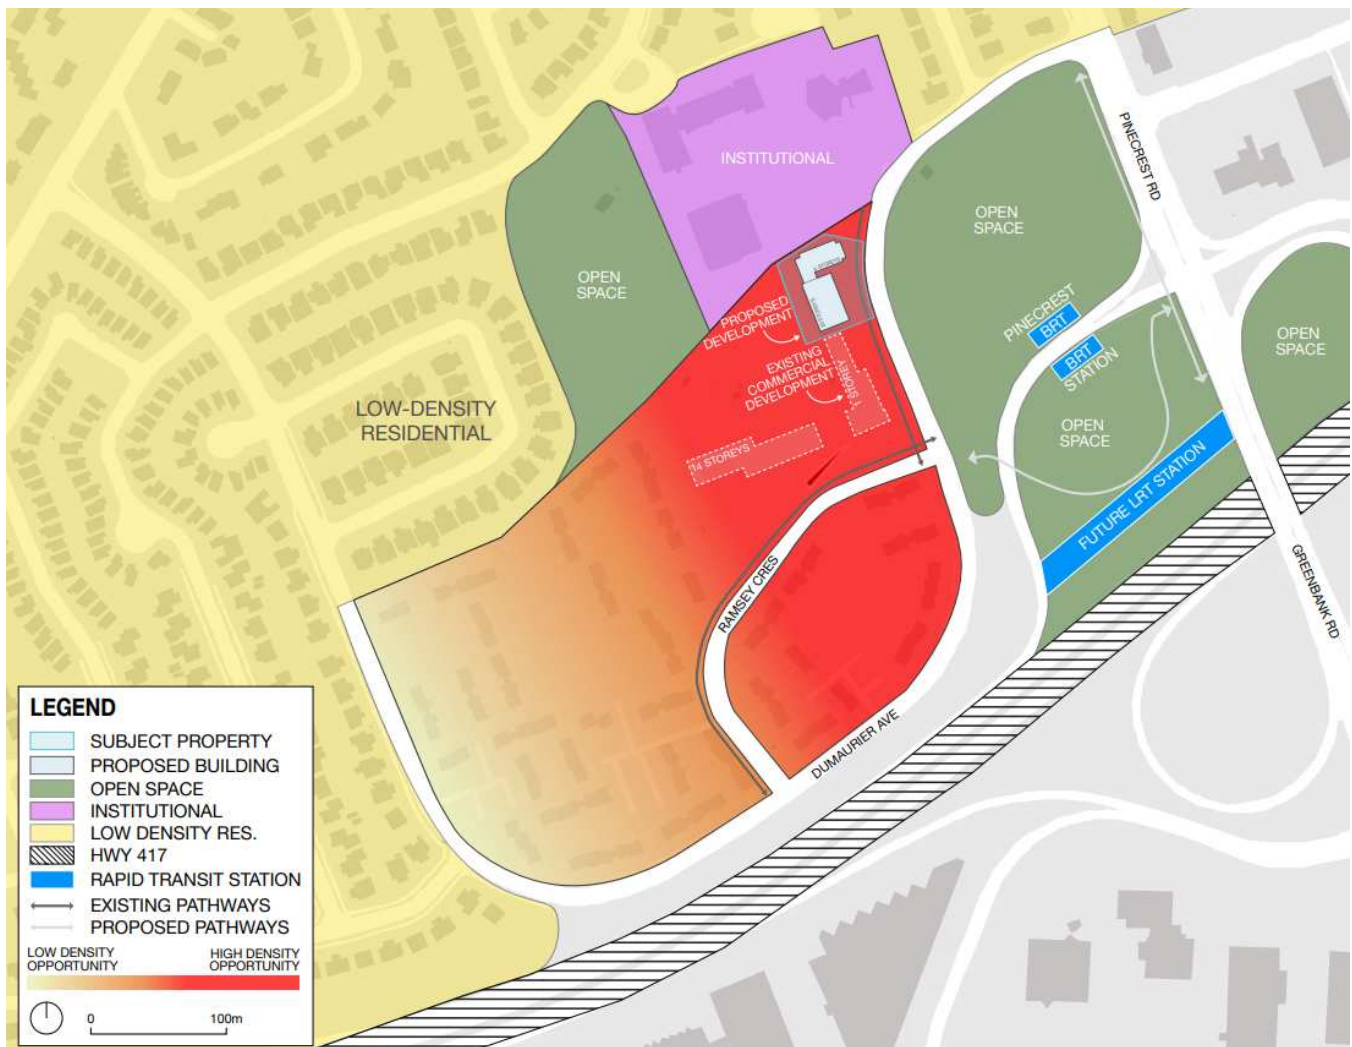 INSTITUTIONAL
PINECREST RD
OPEN
SPACE
OPEN
SPACE
PINECREST
BRT
BRT
STATION
OPEN
SPACE
PROPOSED
DEVELOPMENT
EXISTING
COMMERCIAL
DEVELOPMENT
1 STOREY
LOW-DENSITY
RESIDENTIAL
OPEN
SPACE
14 STOREYS
FUTURE LRT STATION
GREENBANK RD
RAMSEY CRES
DUMAURIER AVE
LEGEND
SUBJECT PROPERTY
PROPOSED BUILDING
OPEN SPACE
INSTITUTIONAL
LOW DENSITY RES.
HWY 417
RAPID TRANSIT STATION
EXISTING PATHWAYS
PROPOSED PATHWAYS
LOW DENSITY
OPPORTUNITY
HIGH DENSITY
OPPORTUNITY
0 100m